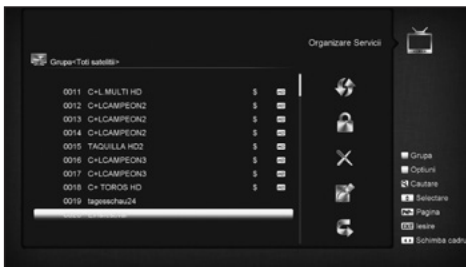 Organizare Servicii
Grupa<Toti satelitii>
0011 C+L.MULTI HD $
0012 C+LCAMPEON2 $
0013 C+LCAMPEON2 $
0014 C+LCAMPEON2 $
0015 TAQUILLA HD2 $
0016 C+LCAMPEON3 $
0017 C+LCAMPEON3 $
0018 C+ TOROS HD $
0019 tagesschau24
Grupa
Optiuni
Cautare
Selectare
Pagina
EXIT Iesire
Schimba cadru